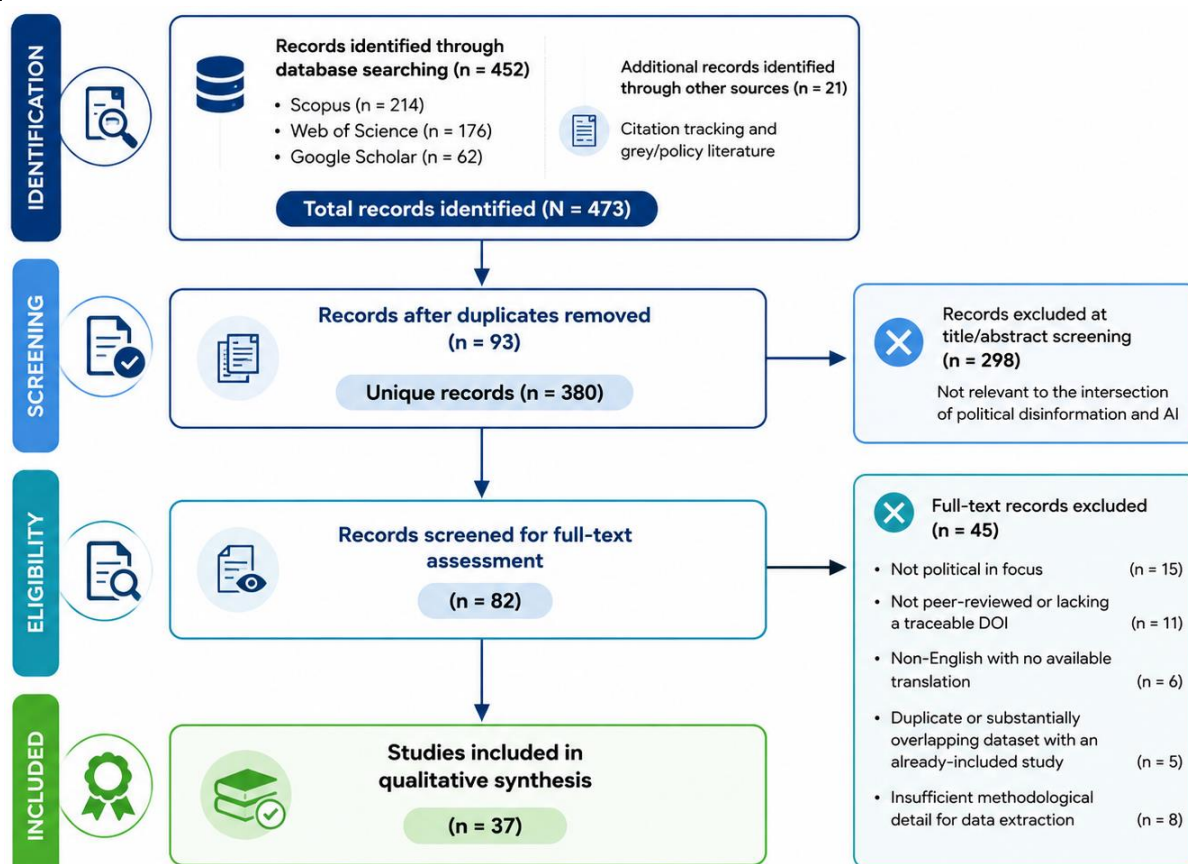 IDENTIFICATION
Records identified through
database searching (n = 452)
• Scopus (n = 214)
• Web of Science (n = 176)
• Google Scholar (n = 62)
Additional records identified
through other sources (n = 21)
Citation tracking and
grey/policy literature
Total records identified (N = 473)
SCREENING
Records after duplicates removed
(n = 93)
Unique records (n = 380)
Records excluded at
title/abstract screening
(n = 298)
Not relevant to the intersection
of political disinformation and AI
ELIGIBILITY
Records screened for full-text
assessment
(n = 82)
Full-text records excluded
(n = 45)
• Not political in focus (n = 15)
• Not peer-reviewed or lacking
a traceable DOI (n = 11)
• Non-English with no available
translation (n = 6)
• Duplicate or substantially
overlapping dataset with an
already-included study (n = 5)
• Insufficient methodological
detail for data extraction (n = 8)
INCLUDED
Studies included in
qualitative synthesis
(n = 37)